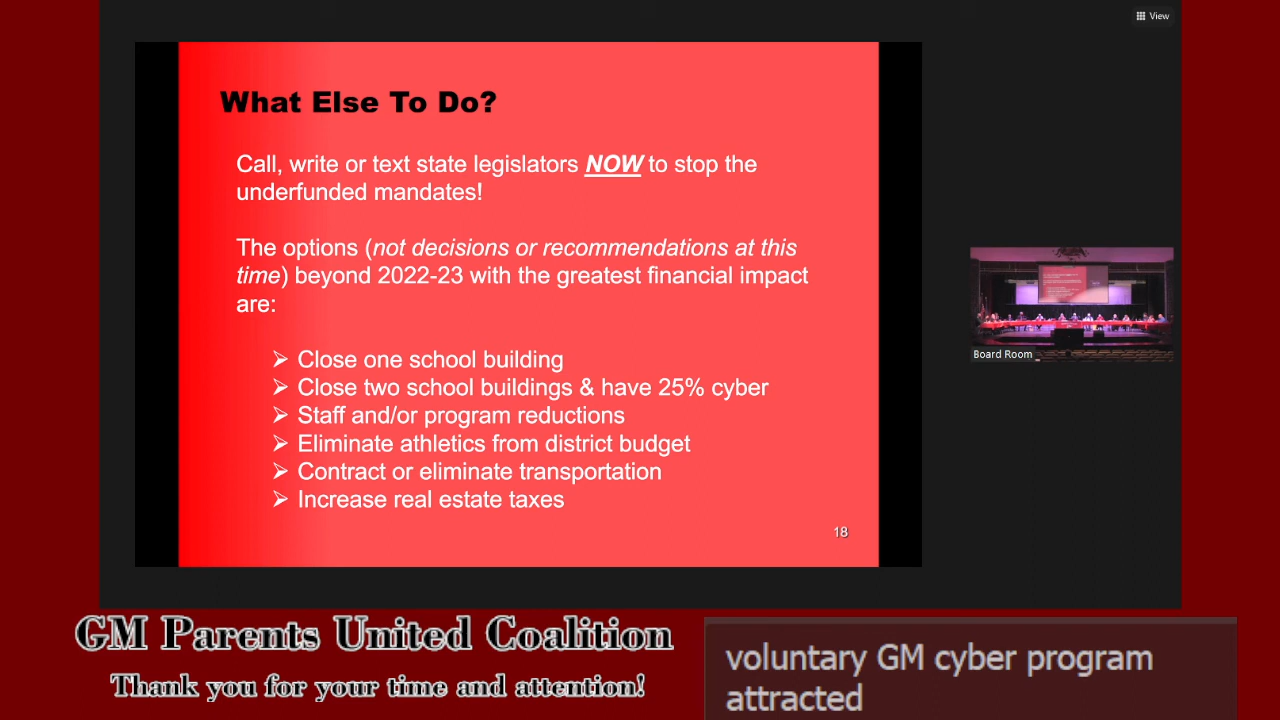 View
What Else To Do?
Call, write or text state legislators NOW to stop the
underfunded mandates!
The options (not decisions or recommendations at this
time) beyond 2022-23 with the greatest financial impact
are:
➢ Close one school building
➢ Close two school buildings & have 25% cyber
➢ Staff and/or program reductions
➢ Eliminate athletics from district budget
➢ Contract or eliminate transportation
➢ Increase real estate taxes
18
Board Room
GM Parents United Coalition
Thank you for your time and attention!
voluntary GM cyber program
attracted